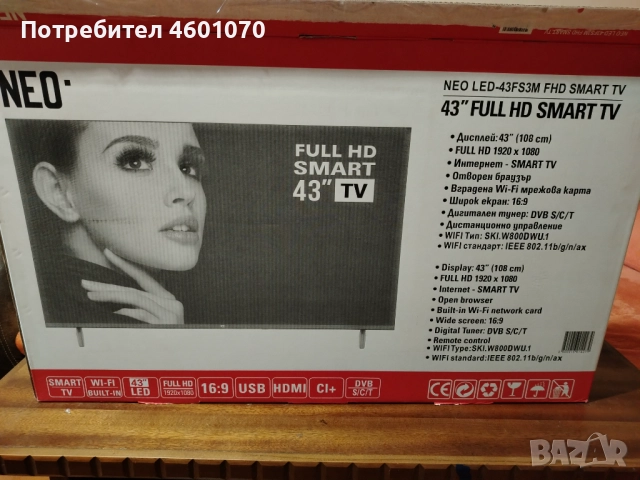 Потребител 4601070
NEO
NEO LED-43FS3M FHD SMART TV
43" FULL HD SMART TV
FULL HD
SMART
43" TV
• Дисплей: 43" (108 cm)
• FULL HD 1920 x 1080
• Интернет - SMART TV
• Отворен браузър
• Вградена Wi-Fi мрежова карта
• Широк екран: 16:9
• Дигитален тунер: DVB S/C/T
• Дистанционно управление
• WIFI Тип: SKI.W800DWU.1
• WIFI стандарт: IEEE 802.11b/g/n/ax
• Display: 43" (108 cm)
• FULL HD 1920 x 1080
• Internet - SMART TV
• Open browser
• Built-in Wi-Fi network card
• Wide screen: 16:9
• Digital Tuner: DVB S/C/T
• Remote control
• WIFI Type:SKI.W800DWU.1
• WIFI standard:IEEE 802.11b/g/n/ax
SMART TV
WI-FI BUILT-IN
43" LED
FULL HD 1920x1080
16:9
USB
HDMI
CI+
DVB S/C/T
CE
BAZAR